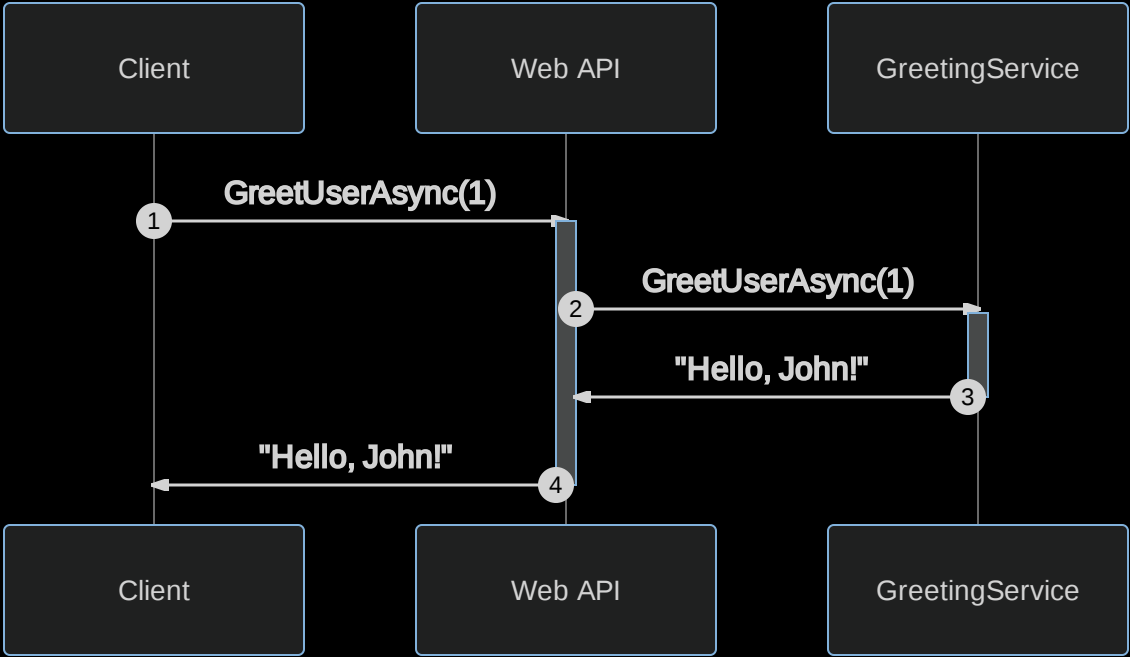 Client
Web API
GreetingService
GreetUserAsync(1)
1
GreetUserAsync(1)
2
"Hello, John!"
3
"Hello, John!"
4
Client
Web API
GreetingService